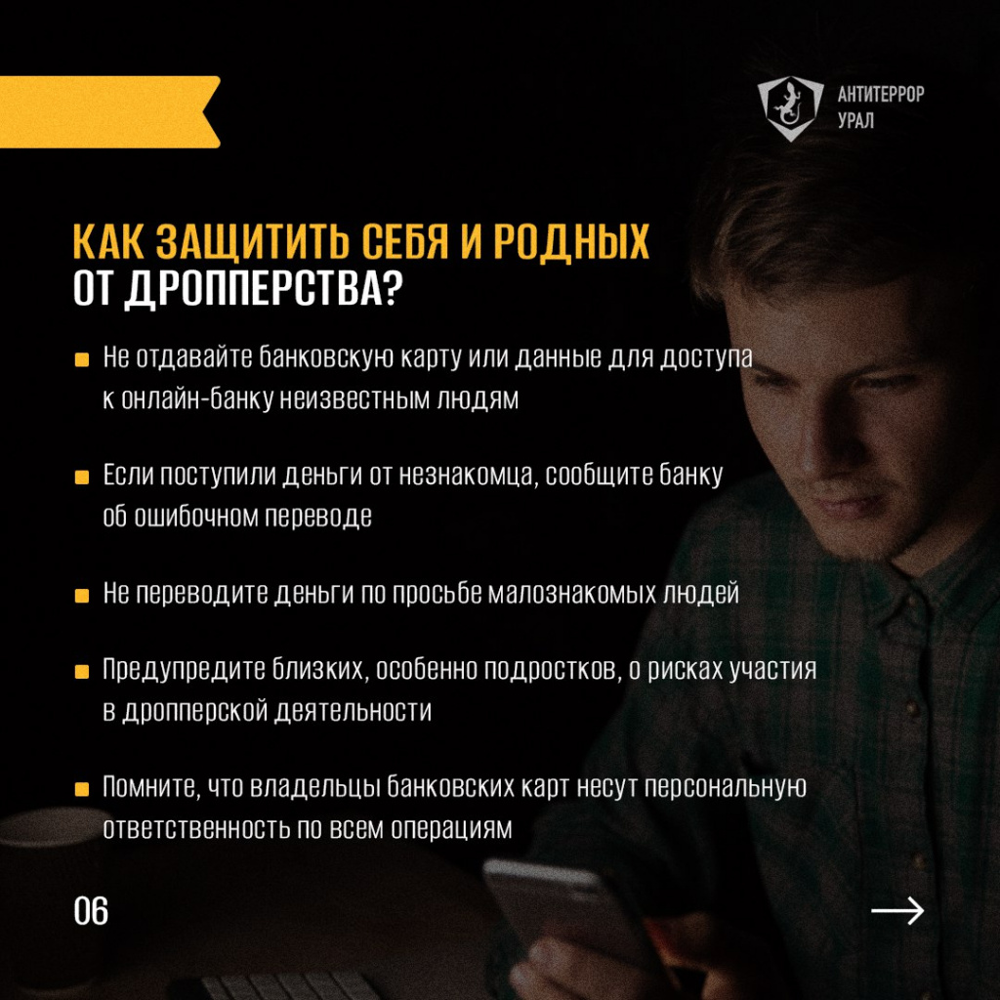 АНТИТЕРРОР
УРАЛ
КАК ЗАЩИТИТЬ СЕБЯ И РОДНЫХ
ОТ ДРОППЕРСТВА?
Не отдавайте банковскую карту или данные для доступа
к онлайн-банку неизвестным людям
Если поступили деньги от незнакомца, сообщите банку
об ошибочном переводе
Не переводите деньги по просьбе малознакомых людей
Предупредите близких, особенно подростков, о рисках участия
в дропперской деятельности
Помните, что владельцы банковских карт несут персональную
ответственность по всем операциям
06